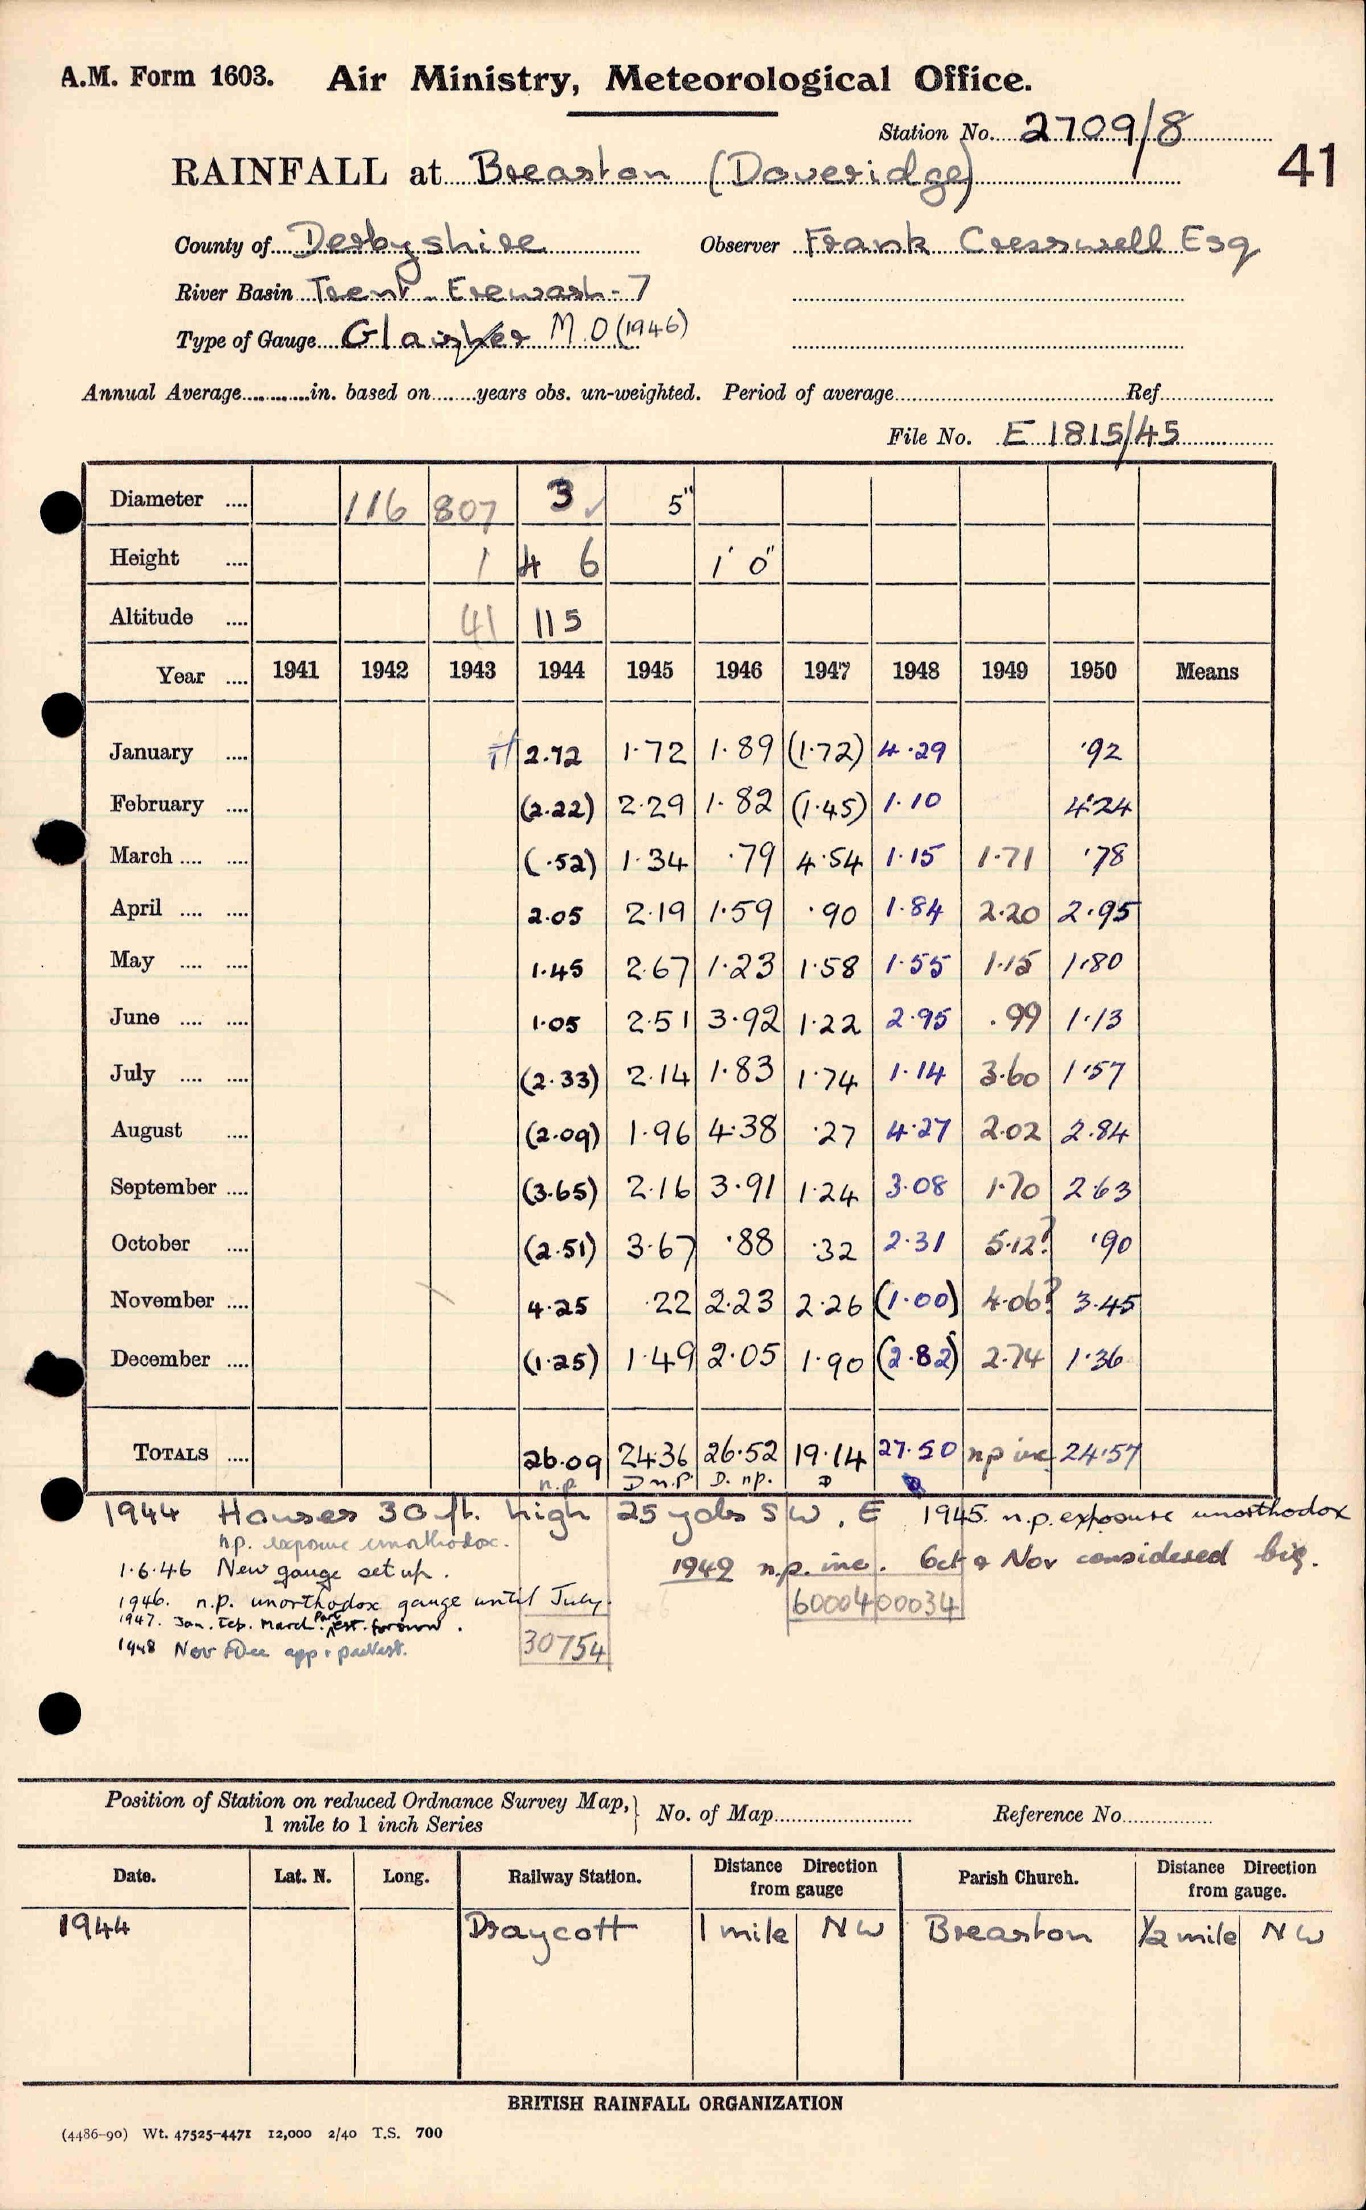 A.M. Form 1603. Air Ministry, Meteorological Office.
Station No. 2709/8
41
RAINFALL at Breaston (Doveridge)
County of Derbyshire Observer Frank Cresswell Esq
River Basin Trent - Erewash - 7
Type of Gauge Glaisher M.O (1946)
Annual Average in. based on years obs. un-weighted. Period of average Ref.
File No. E 1815/45
Diameter 116 807 3 ✓ 5"
Height 1 4 6 1' 0"
Altitude 41 115
Year 1941 1942 1943 1944 1945 1946 1947 1948 1949 1950 Means
January 2.72 1.72 1.89 (1.72) 4.29 .92
February (2.22) 2.29 1.82 (1.45) 1.10 4.24
March (.52) 1.34 .79 4.54 1.15 1.71 .78
April 2.05 2.19 1.59 .90 1.84 2.20 2.95
May 1.45 2.67 1.23 1.58 1.55 1.15 1.80
June 1.05 2.51 3.92 1.22 2.95 .99 1.13
July (2.33) 2.14 1.83 1.74 1.14 3.60 1.57
August (2.09) 1.96 4.38 .27 4.27 2.02 2.84
September (3.65) 2.16 3.91 1.24 3.08 1.70 2.63
October (2.51) 3.67 .88 .32 2.31 5.12? .90
November 4.25 .22 2.23 2.26 (1.00) 4.06? 3.45
December (1.25) 1.49 2.05 1.90 (2.82) 2.74 1.36
TOTALS 26.09 24.36 26.52 19.14 27.50 n p inc 24.57
n.p. D n.P D. np. D D
1944 Houses 30 ft. high 25 yds SW, E 1945 n.p. exposure unorthodox
n.p. exposure unorthodox.
1949 n.p. inc. Oct & Nov considered big.
1.6.46 New gauge set up.
1946. n.p. unorthodox gauge until July.
60004 00034
1947. Jan. Feb. March Part est. for snow.
1948 Nov & Dec app. + part est.
30754
Position of Station on reduced Ordnance Survey Map, 1 mile to 1 inch Series No. of Map Reference No.
Date. Lat. N. Long. Railway Station. Distance Direction from gauge Parish Church. Distance Direction from gauge.
1944 Draycott 1 mile NW Breaston 1/2 mile NW
BRITISH RAINFALL ORGANIZATION
(4486-90) Wt. 47525-4471 12,000 2/40 T.S. 700